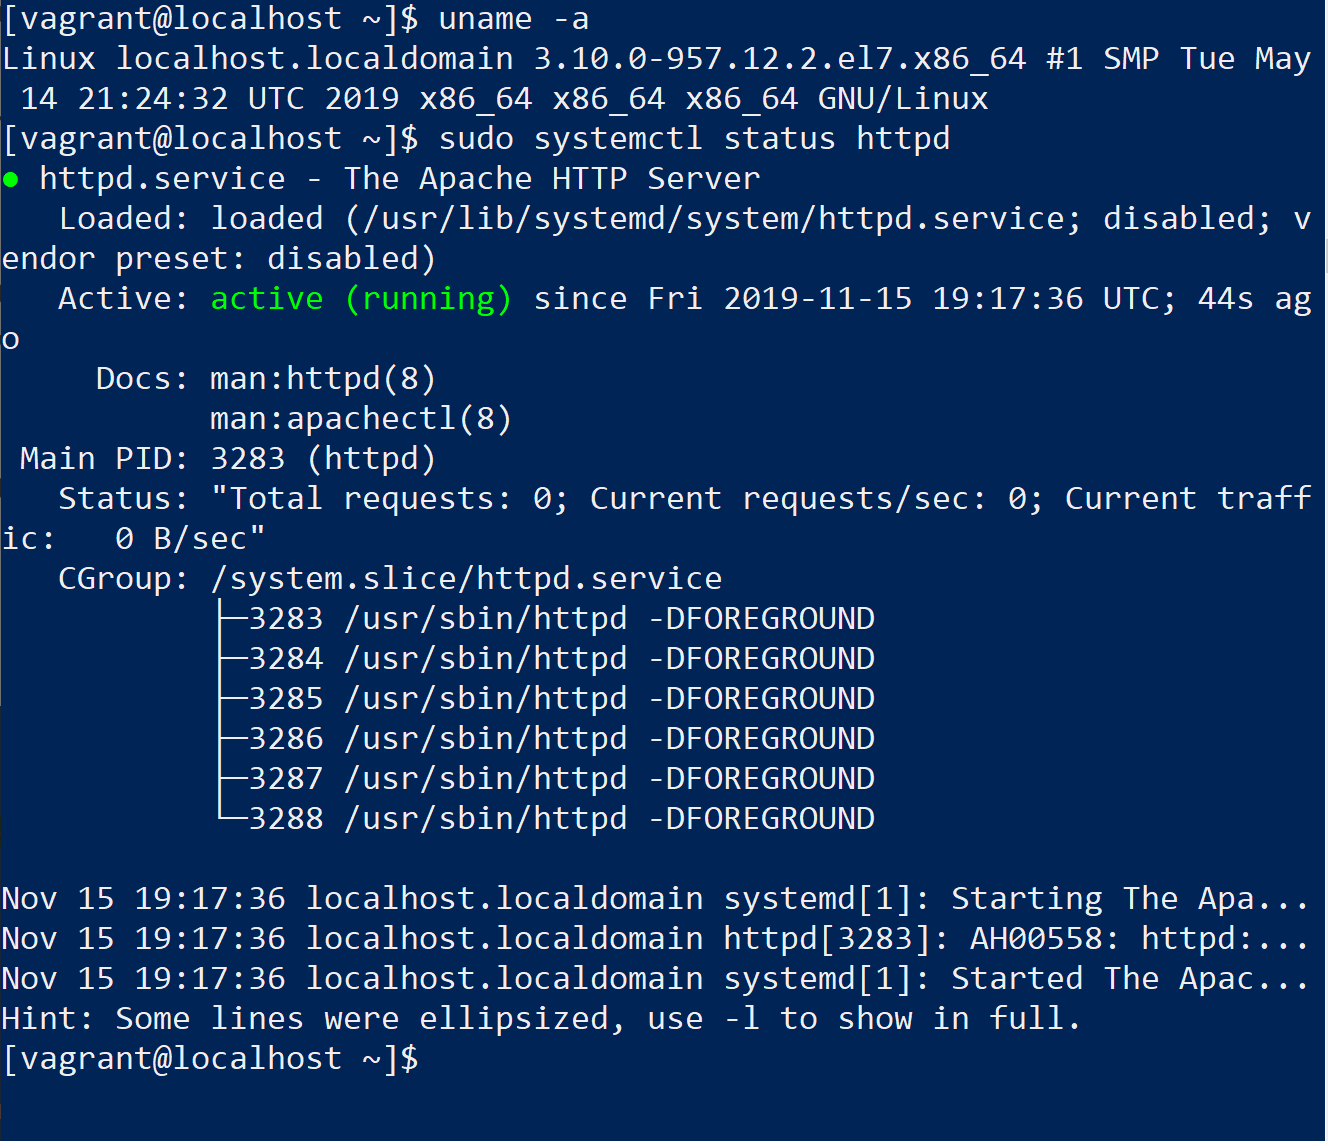 [vagrant@localhost ~]$ uname -a
Linux localhost.localdomain 3.10.0-957.12.2.el7.x86_64 #1 SMP Tue May
 14 21:24:32 UTC 2019 x86_64 x86_64 x86_64 GNU/Linux
[vagrant@localhost ~]$ sudo systemctl status httpd
● httpd.service - The Apache HTTP Server
   Loaded: loaded (/usr/lib/systemd/system/httpd.service; disabled; v
endor preset: disabled)
   Active: active (running) since Fri 2019-11-15 19:17:36 UTC; 44s ag
o
     Docs: man:httpd(8)
           man:apachectl(8)
 Main PID: 3283 (httpd)
   Status: "Total requests: 0; Current requests/sec: 0; Current traff
ic:   0 B/sec"
   CGroup: /system.slice/httpd.service
           ├─3283 /usr/sbin/httpd -DFOREGROUND
           ├─3284 /usr/sbin/httpd -DFOREGROUND
           ├─3285 /usr/sbin/httpd -DFOREGROUND
           ├─3286 /usr/sbin/httpd -DFOREGROUND
           ├─3287 /usr/sbin/httpd -DFOREGROUND
           └─3288 /usr/sbin/httpd -DFOREGROUND

Nov 15 19:17:36 localhost.localdomain systemd[1]: Starting The Apa...
Nov 15 19:17:36 localhost.localdomain httpd[3283]: AH00558: httpd:...
Nov 15 19:17:36 localhost.localdomain systemd[1]: Started The Apac...
Hint: Some lines were ellipsized, use -l to show in full.
[vagrant@localhost ~]$